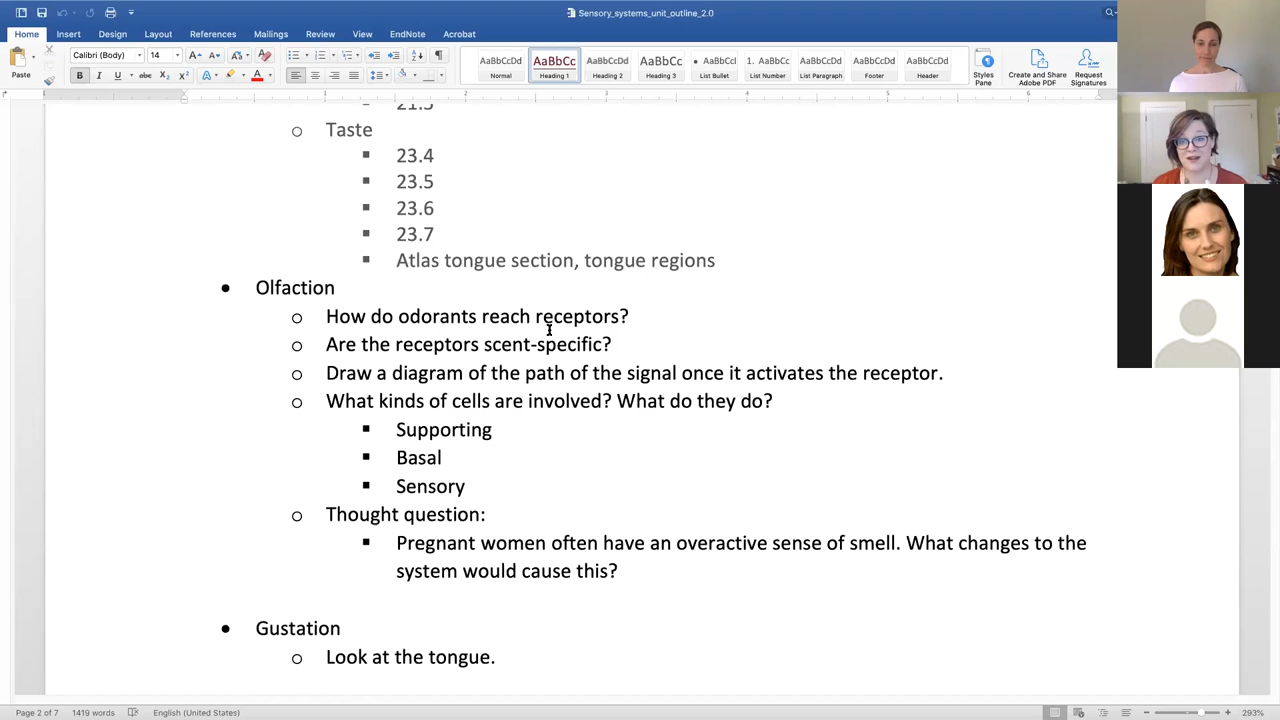 Sensory_systems_unit_outline_2.0
Home Insert Design Layout References Mailings Review View EndNote Acrobat
Paste
Calibri (Body) 14
AaBbCcDd Normal
AaBbCc Heading 1
AaBbCcDd Heading 2
AaBbCc Heading 3
AaBbCcl List Bullet
1. AaBbCc List Number
AaBbCcDd List Paragraph
AaBbCcDd Footer
AaBbCcDd Header
Styles Pane
Create and Share Adobe PDF
Request Signatures
1 2 3 4 5 6
○ Taste
▪ 23.4
▪ 23.5
▪ 23.6
▪ 23.7
▪ Atlas tongue section, tongue regions
• Olfaction
○ How do odorants reach receptors?
○ Are the receptors scent-specific?
○ Draw a diagram of the path of the signal once it activates the receptor.
○ What kinds of cells are involved? What do they do?
▪ Supporting
▪ Basal
▪ Sensory
○ Thought question:
▪ Pregnant women often have an overactive sense of smell. What changes to the
system would cause this?
• Gustation
○ Look at the tongue.
Page 2 of 7 1419 words English (United States) 293%